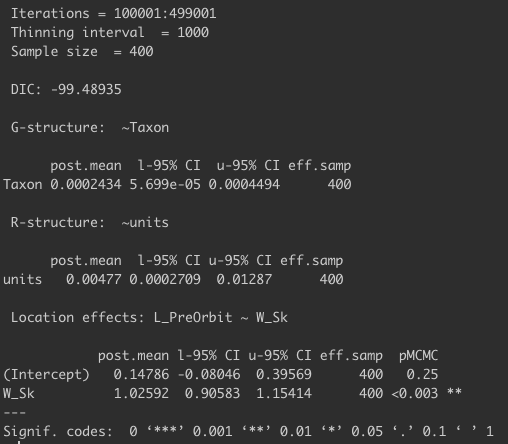 Iterations = 100001:499001
Thinning interval = 1000
Sample size = 400
DIC: -99.48935
G-structure: ~Taxon
post.mean l-95% CI u-95% CI eff.samp
Taxon 0.0002434 5.699e-05 0.0004494 400
R-structure: ~units
post.mean l-95% CI u-95% CI eff.samp
units 0.00477 0.0002709 0.01287 400
Location effects: L_PreOrbit ~ W_Sk
post.mean l-95% CI u-95% CI eff.samp pMCMC
(Intercept) 0.14786 -0.08046 0.39569 400 0.25
W_Sk 1.02592 0.90583 1.15414 400 <0.003 **
---
Signif. codes: 0 ‘***’ 0.001 ‘**’ 0.01 ‘*’ 0.05 ‘.’ 0.1 ‘ ’ 1